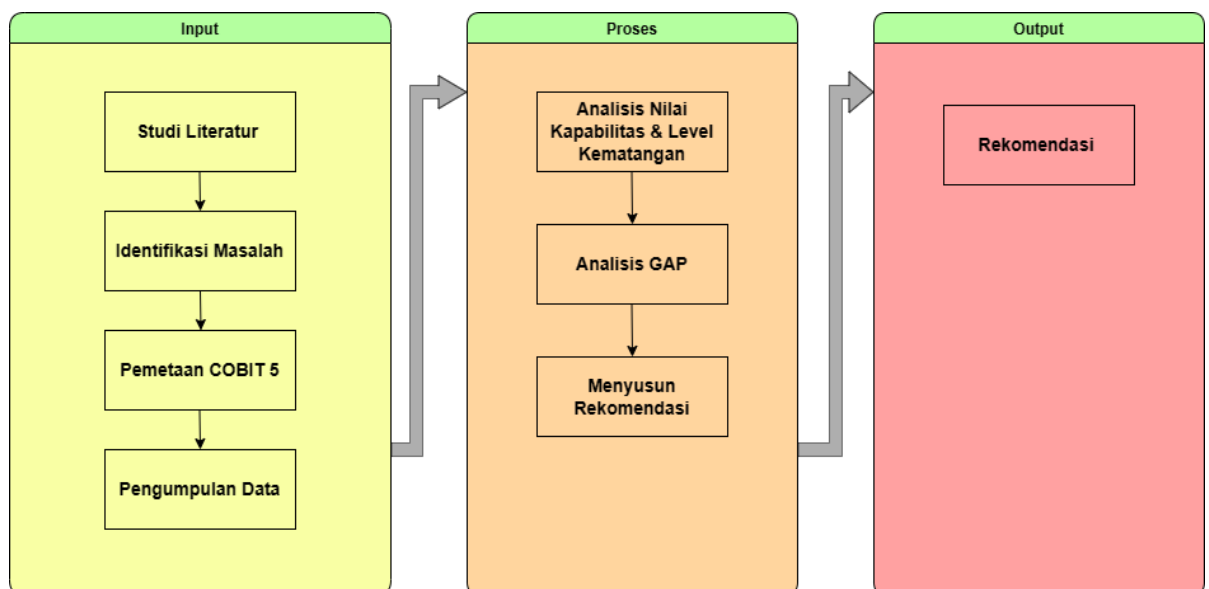 Input
Studi Literatur
Identifikasi Masalah
Pemetaan COBIT 5
Pengumpulan Data
Proses
Analisis Nilai
Kapabilitas & Level
Kematangan
Analisis GAP
Menyusun
Rekomendasi
Output
Rekomendasi